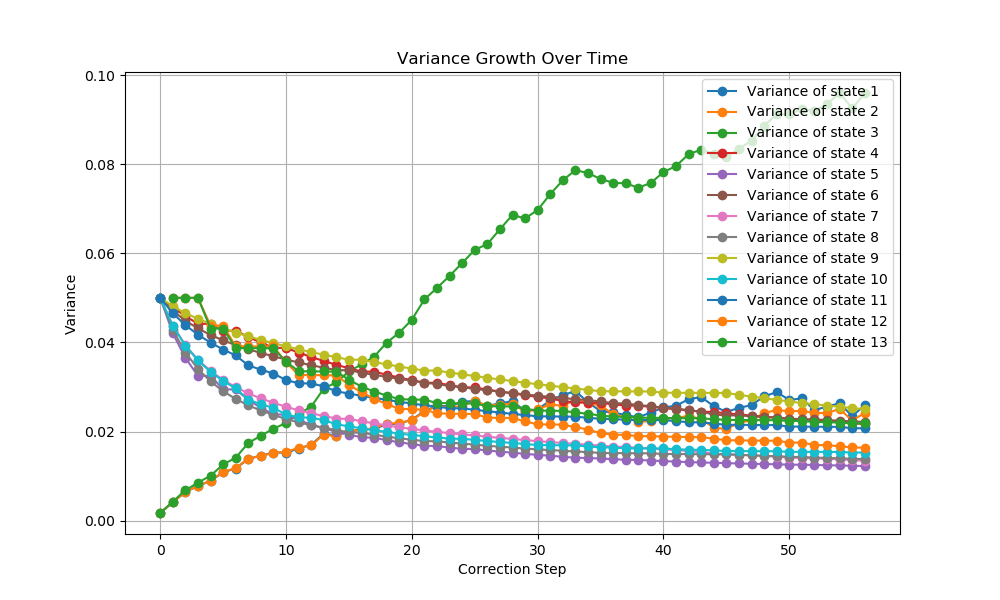 Variance Growth Over Time
0.10
0.08
0.06
0.04
0.02
0.00
Variance
0
10
20
30
40
50
Correction Step
Variance of state 1
Variance of state 2
Variance of state 3
Variance of state 4
Variance of state 5
Variance of state 6
Variance of state 7
Variance of state 8
Variance of state 9
Variance of state 10
Variance of state 11
Variance of state 12
Variance of state 13